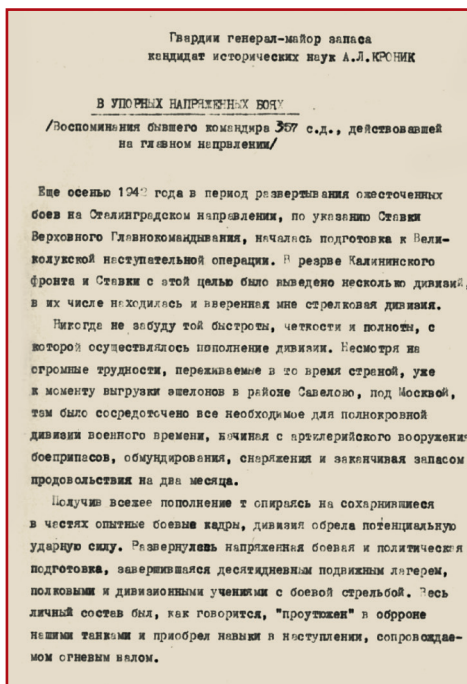 Гвардии генерал-майор запаса
кандидат исторических наук А.Л.КРОНИК
В УПОРНЫХ НАПРЯЖЕННЫХ БОЯХ
/Воспоминания бывшего командира 357 с.д., действовавшей
на главном напрвлении/
Еще осенью 1942 года в период развертывания ожесточенных
боев на Сталинградском направлении, по указанию Ставки
Верховного Главнокомандывания, началась подготовка к Вели-
колукской наступательной операции. В резерве Калининского
фронта и Ставки с этой целью было выведено несколько дивизий,
в их числе находилась и вверенная мне стрелковая дивизия.
Никогда не забуду той быстроты, четкости и полноты, с
которой осуществлялось пополнение дивизии. Несмотря на
огромные трудности, переживаемые в то время страной, уже
к моменту выгрузки эшелонов в районе Савелово, под Москвой,
там было сосредоточено все необходимое для полнокровной
дивизии военного времени, начиная с артилерийского вооружения
боеприпасов, обмундирования, снаряжения и заканчивая запасом
продовольствия на два месяца.
Получив всежее пополнение т опираясь на сохарнившиеся
в частях опытные боевые кадры, дивизия обрела потенциальную
ударную силу. Развернулась напряженная боевая и политическая
подготовка, завершившаяся десятидневным подвижным лагерем,
полковыми и дивизионными учениями с боевой стрельбой. Весь
личный состав был, как говорится, "проутюжен" в обрроне
нашими танками и приобрел навыки в наступлении, сопровождае-
мом огневым валом.